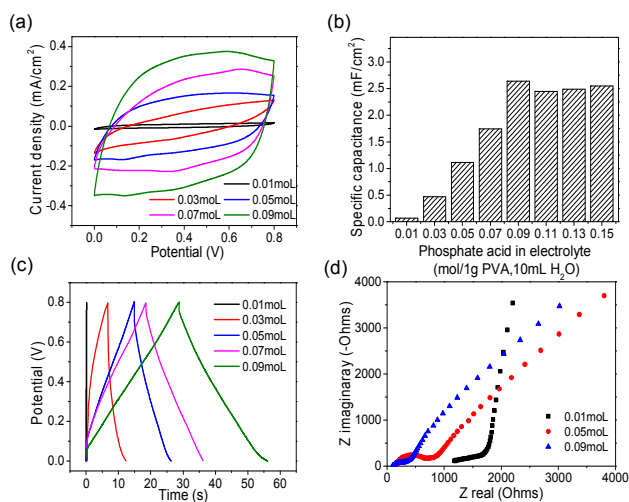 (a)
Current density (mA/cm²)
0.4
0.2
0.0
-0.2
-0.4
0.01moL
0.03moL
0.05moL
0.07moL
0.09moL
0.0 0.2 0.4 0.6 0.8
Potential (V)
(b)
Specific capacitance (mF/cm²)
3.5
3.0
2.5
2.0
1.5
1.0
0.5
0.0
0.01 0.03 0.05 0.07 0.09 0.11 0.13 0.15
Phosphate acid in electrolyte
(mol/1g PVA,10mL H₂O)
(c)
Potential (V)
0.8
0.4
0.0
0.01moL
0.03moL
0.05moL
0.07moL
0.09moL
0 10 20 30 40 50 60
Time (s)
(d)
Z imaginaray (-Ohms)
4000
3000
2000
1000
0
0.01moL
0.05moL
0.09moL
0 1000 2000 3000 4000
Z real (Ohms)